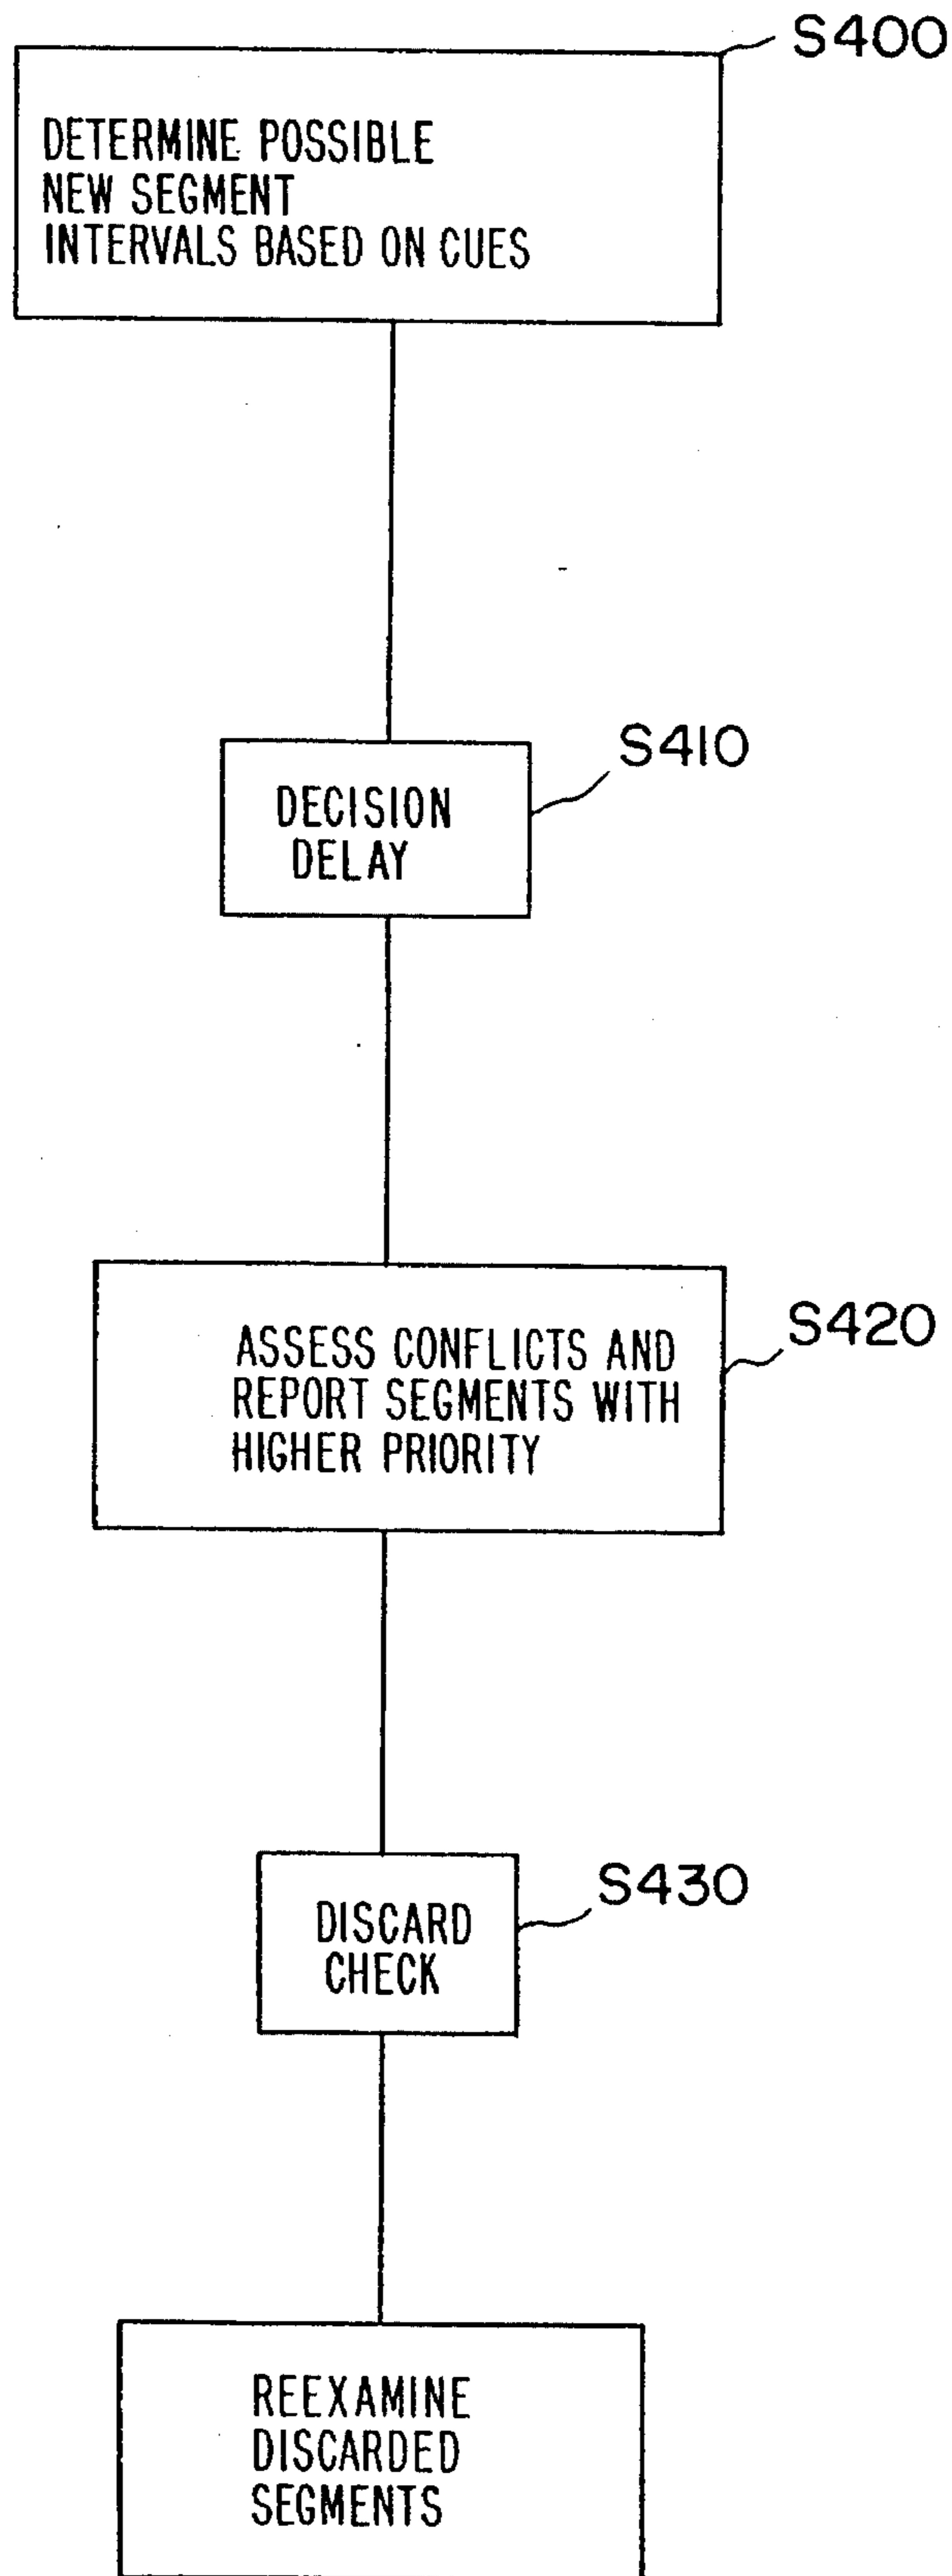 S400
DETERMINE POSSIBLE
NEW SEGMENT
INTERVALS BASED ON CUES
S410
DECISION
DELAY
S420
ASSESS CONFLICTS AND
REPORT SEGMENTS WITH
HIGHER PRIORITY
S430
DISCARD
CHECK
REEXAMINE
DISCARDED
SEGMENTS